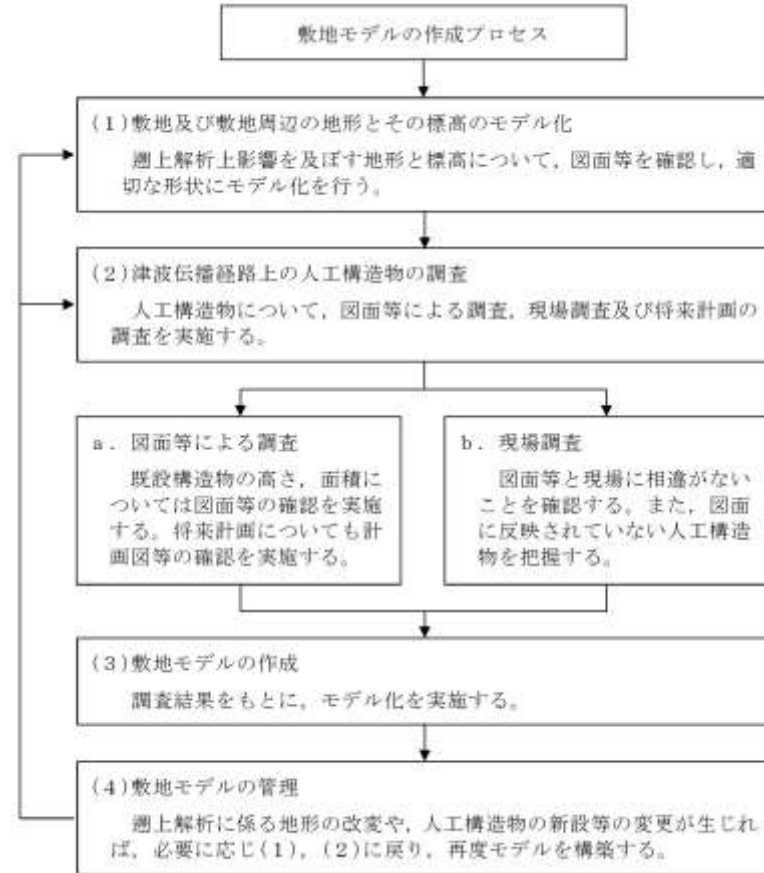 敷地モデルの作成プロセス
(1)敷地及び敷地周辺の地形とその標高のモデル化
遡上解析上影響を及ぼす地形と標高について，図面等を確認し，適
切な形状にモデル化を行う。
(2)津波伝播経路上の人工構造物の調査
人工構造物について，図面等による調査，現場調査及び将来計画の
調査を実施する。
a．図面等による調査
既設構造物の高さ，面積に
ついては図面等の確認を実施
する。将来計画についても計
画図等の確認を実施する。
b．現場調査
図面等と現場に相違がない
ことを確認する。また，図面
に反映されていない人工構造
物を把握する。
(3)敷地モデルの作成
調査結果をもとに，モデル化を実施する。
(4)敷地モデルの管理
遡上解析に係る地形の改変や，人工構造物の新設等の変更が生じれ
ば，必要に応じ(1)，(2)に戻り，再度モデルを構築する。